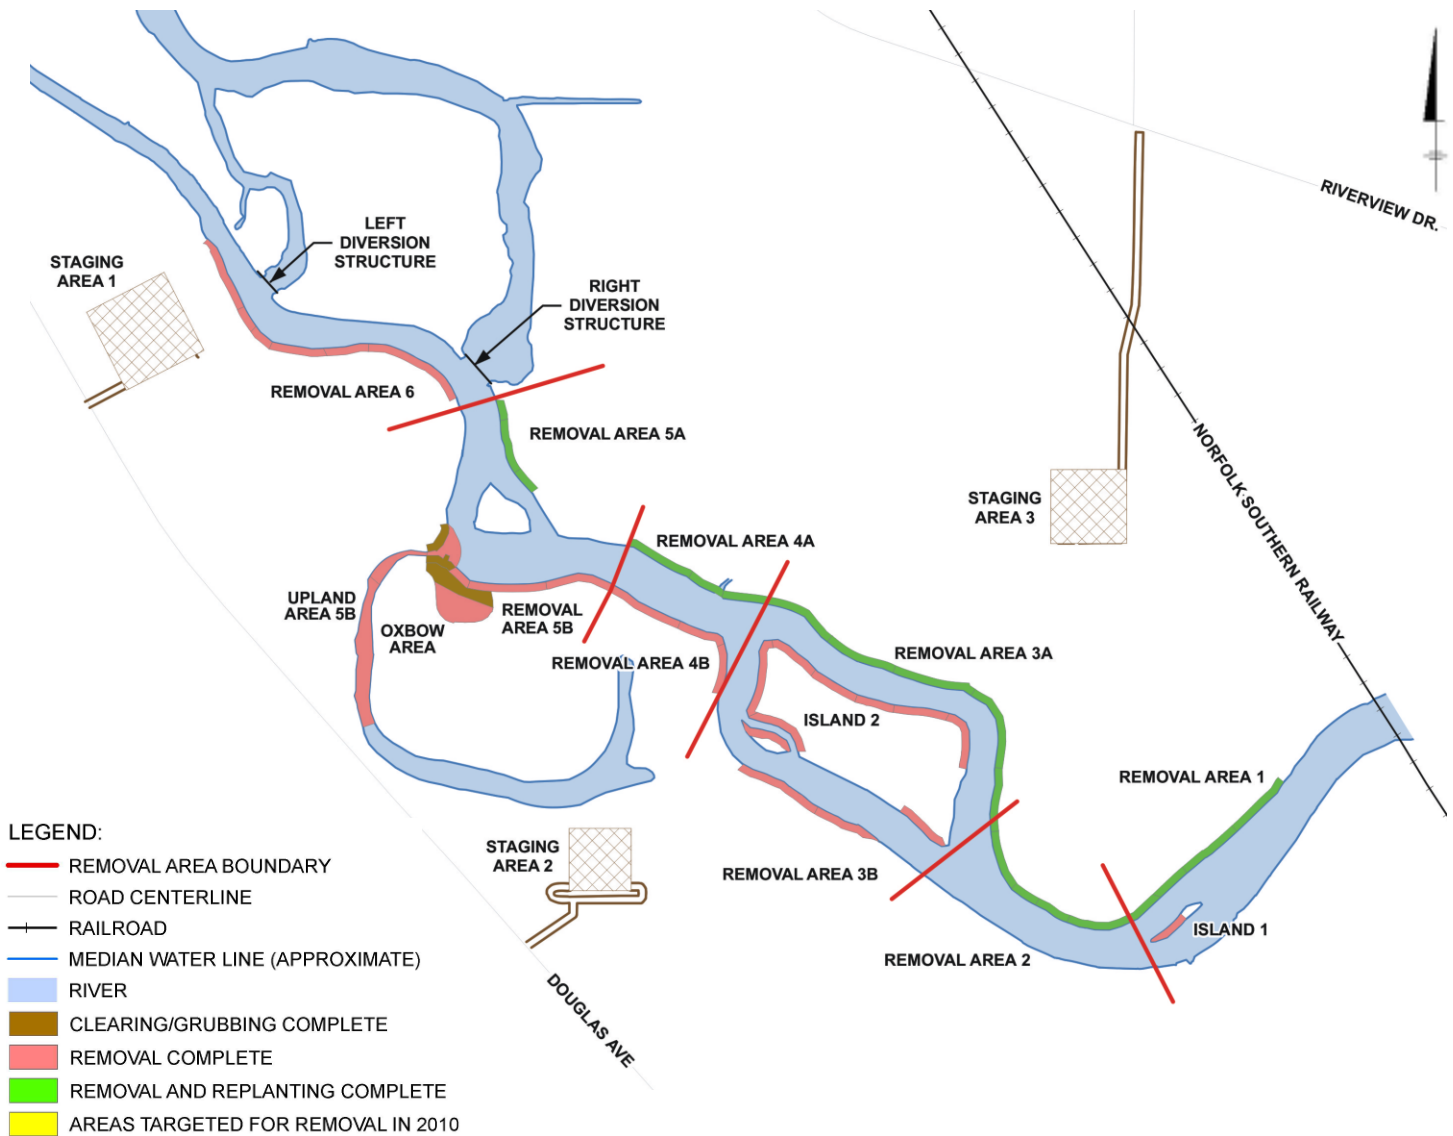 RIVERVIEW DR.
LEFT
DIVERSION
STRUCTURE
STAGING
AREA 1
RIGHT
DIVERSION
STRUCTURE
REMOVAL AREA 6
REMOVAL AREA 5A
NORFOLK SOUTHERN RAILWAY
STAGING
AREA 3
REMOVAL AREA 4A
UPLAND
AREA 5B
OXBOW
AREA
REMOVAL
AREA 5B
REMOVAL AREA 4B
REMOVAL AREA 3A
ISLAND 2
REMOVAL AREA 1
STAGING
AREA 2
REMOVAL AREA 3B
ISLAND 1
REMOVAL AREA 2
DOUGLAS AVE
LEGEND:
REMOVAL AREA BOUNDARY
ROAD CENTERLINE
RAILROAD
MEDIAN WATER LINE (APPROXIMATE)
RIVER
CLEARING/GRUBBING COMPLETE
REMOVAL COMPLETE
REMOVAL AND REPLANTING COMPLETE
AREAS TARGETED FOR REMOVAL IN 2010